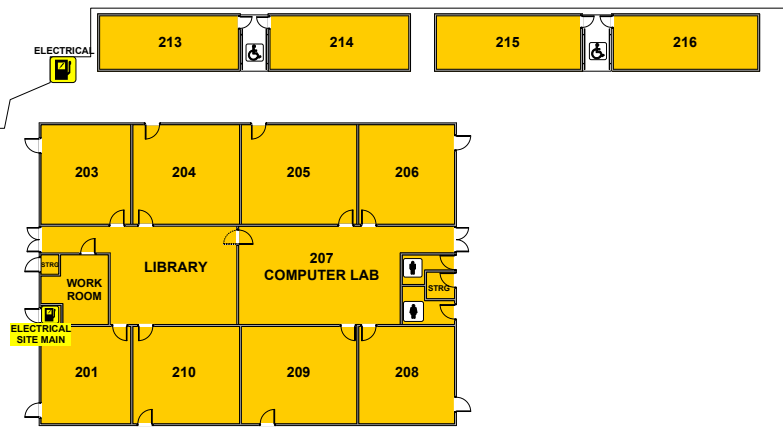 ELECTRICAL
213
214
215
216
203
204
205
206
STRG
WORK
ROOM
LIBRARY
207
COMPUTER LAB
STRG
ELECTRICAL
SITE MAIN
201
210
209
208